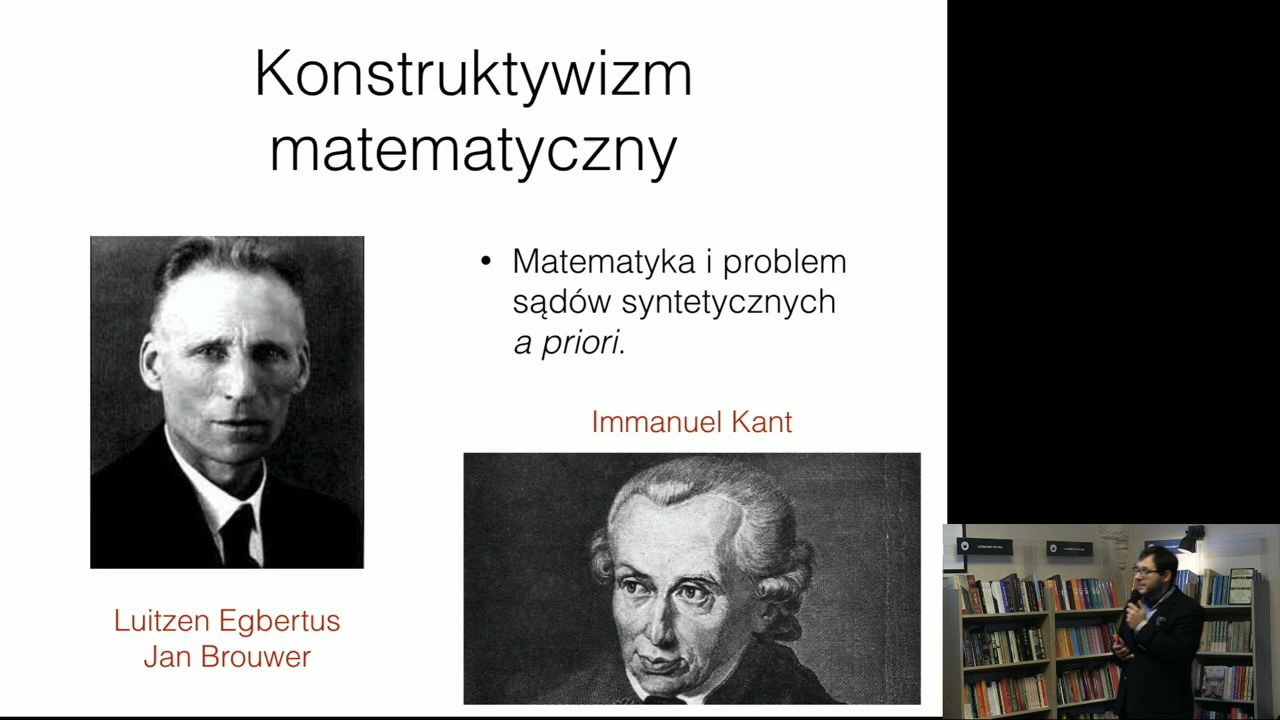 Konstruktywizm
matematyczny
• Matematyka i problem
sądów syntetycznych
a priori.
Immanuel Kant
Luitzen Egbertus
Jan Brouwer